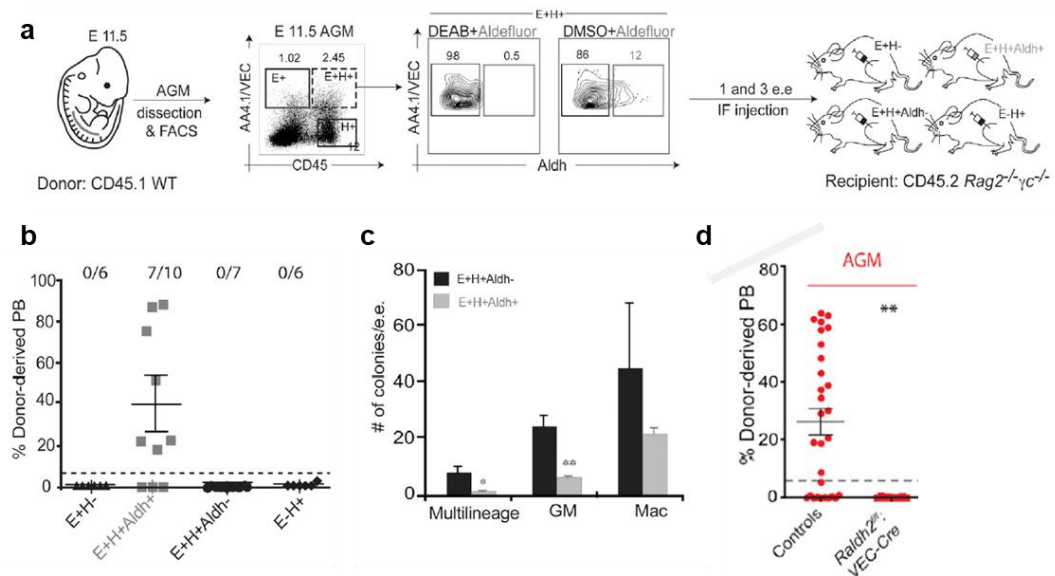 a
E 11.5
AGM
dissection
& FACS
Donor: CD45.1 WT
E 11.5 AGM
1.02 2.45
E+ E+H+
H+
12
AA4.1/VEC
CD45
E+H+
DEAB+Aldefluor DMSO+Aldefluor
98 0.5 86 12
AA4.1/VEC
Aldh
1 and 3 e.e
IF injection
E+H- E+H+Aldh+
E+H+Aldh- E-H+
Recipient: CD45.2 Rag2-/-γc-/-
b
0/6 7/10 0/7 0/6
% Donor-derived PB
100
80
60
40
20
0
E+H- E+H+Aldh+ E+H+Aldh- E-H+
c
E+H+Aldh-
E+H+Aldh+
# of colonies/e.e.
80
60
40
20
0
* **
Multilineage GM Mac
d
AGM
**
% Donor-derived PB
80
60
40
20
0
Controls
Raldh2f/f;
VEC-Cre